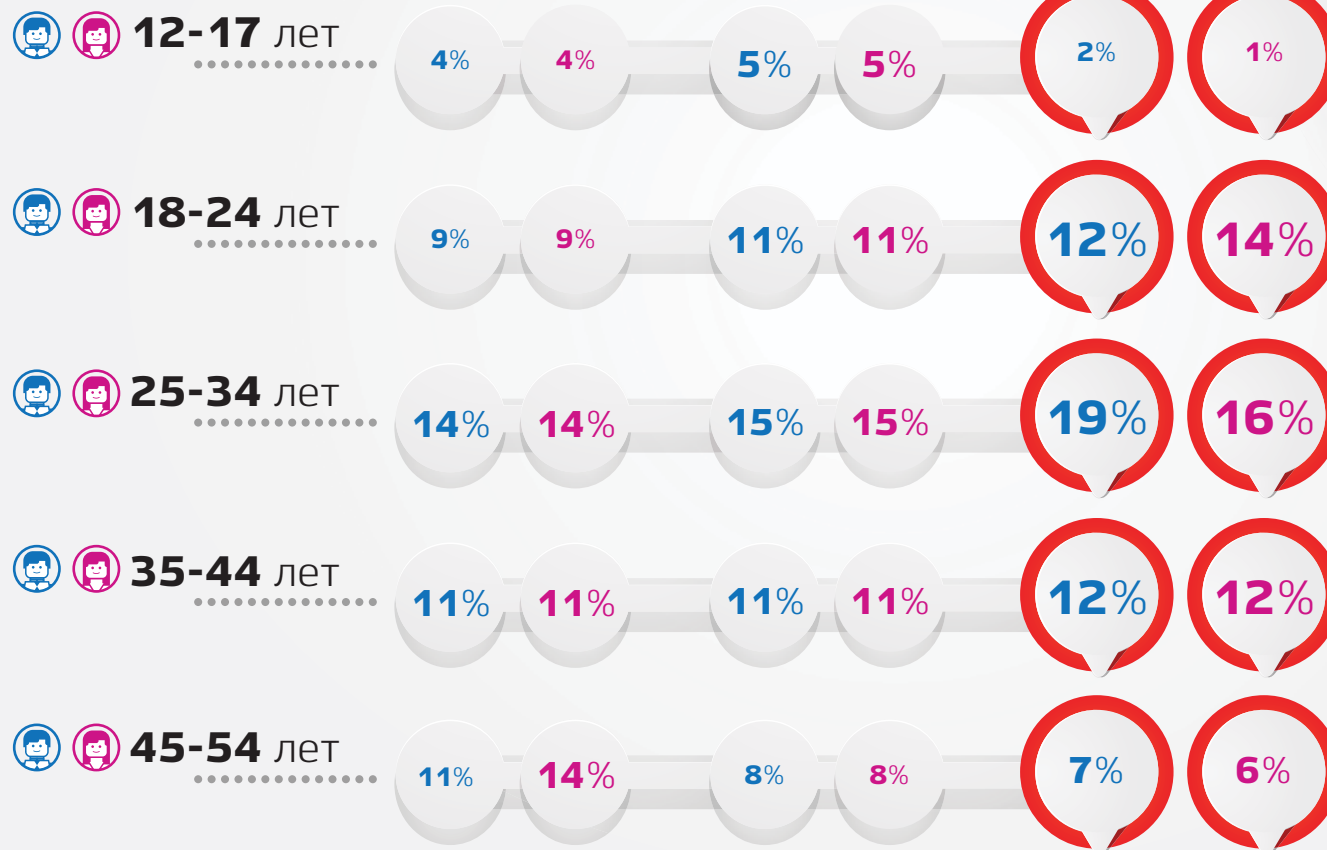 12-17 лет 4% 4% 5% 5% 2% 1%
18-24 лет 9% 9% 11% 11% 12% 14%
25-34 лет 14% 14% 15% 15% 19% 16%
35-44 лет 11% 11% 11% 11% 12% 12%
45-54 лет 11% 14% 8% 8% 7% 6%